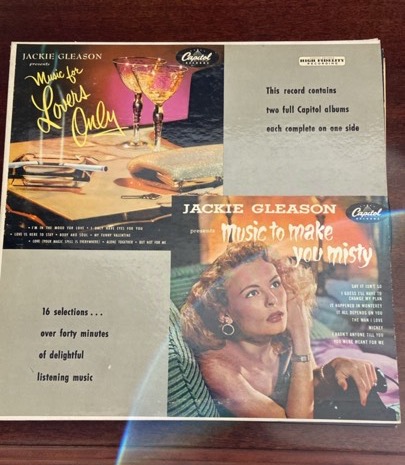 JACKIE GLEASON
presents
Music for
Lovers
Only
Capitol
RECORDS
HIGH FIDELITY
RECORDING
This record contains
two full Capitol albums
each complete on one side
· I'M IN THE MOOD FOR LOVE · I ONLY HAVE EYES FOR YOU
· LOVE IS HERE TO STAY · BODY AND SOUL · MY FUNNY VALENTINE
· LOVE (YOUR MAGIC SPELL IS EVERYWHERE) · ALONE TOGETHER · BUT NOT FOR ME
JACKIE GLEASON
presents
Music to make
you misty
Capitol
RECORDS
SAY IT ISN'T SO
I GUESS I'LL HAVE TO
CHANGE MY PLAN
IT HAPPENED IN MONTEREY
IT ALL DEPENDS ON YOU
THE MAN I LOVE
MICKEY
I HADN'T ANYONE TILL YOU
YOU WERE MEANT FOR ME
16 selections...
over forty minutes
of delightful
listening music